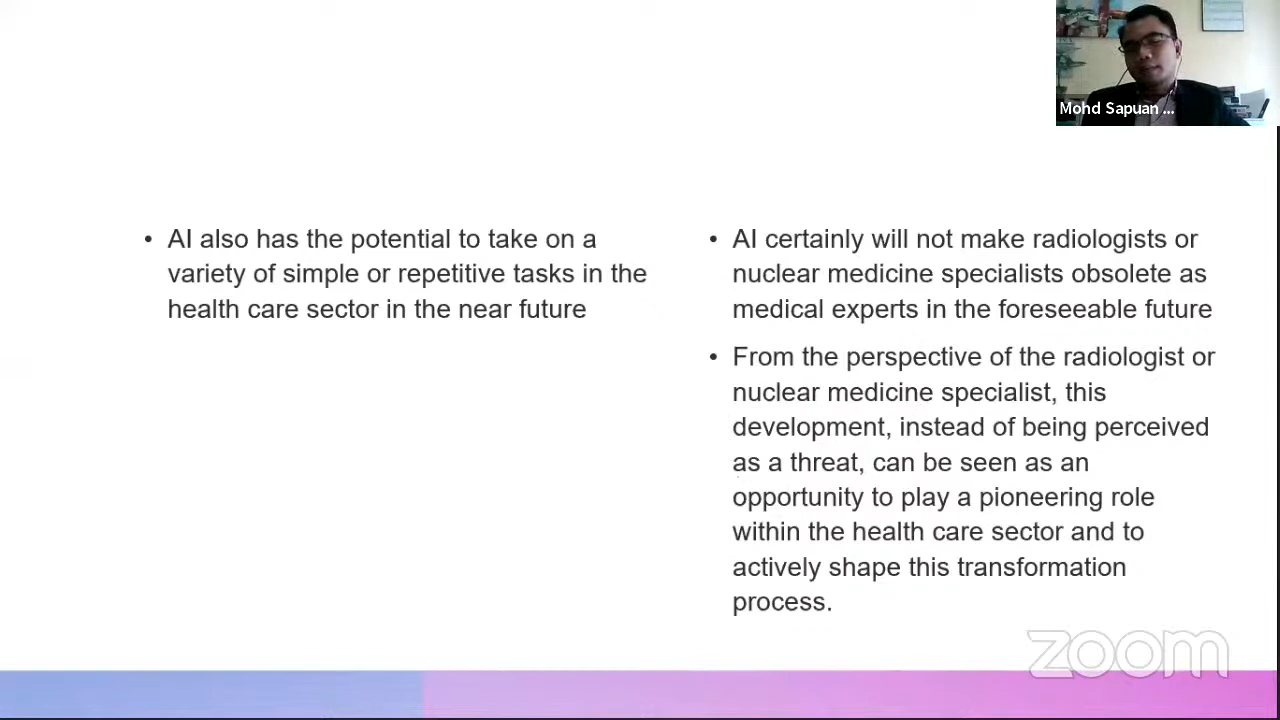 Mohd Sapuan ...
• AI also has the potential to take on a
variety of simple or repetitive tasks in the
health care sector in the near future
• AI certainly will not make radiologists or
nuclear medicine specialists obsolete as
medical experts in the foreseeable future
• From the perspective of the radiologist or
nuclear medicine specialist, this
development, instead of being perceived
as a threat, can be seen as an
opportunity to play a pioneering role
within the health care sector and to
actively shape this transformation
process.
zoom